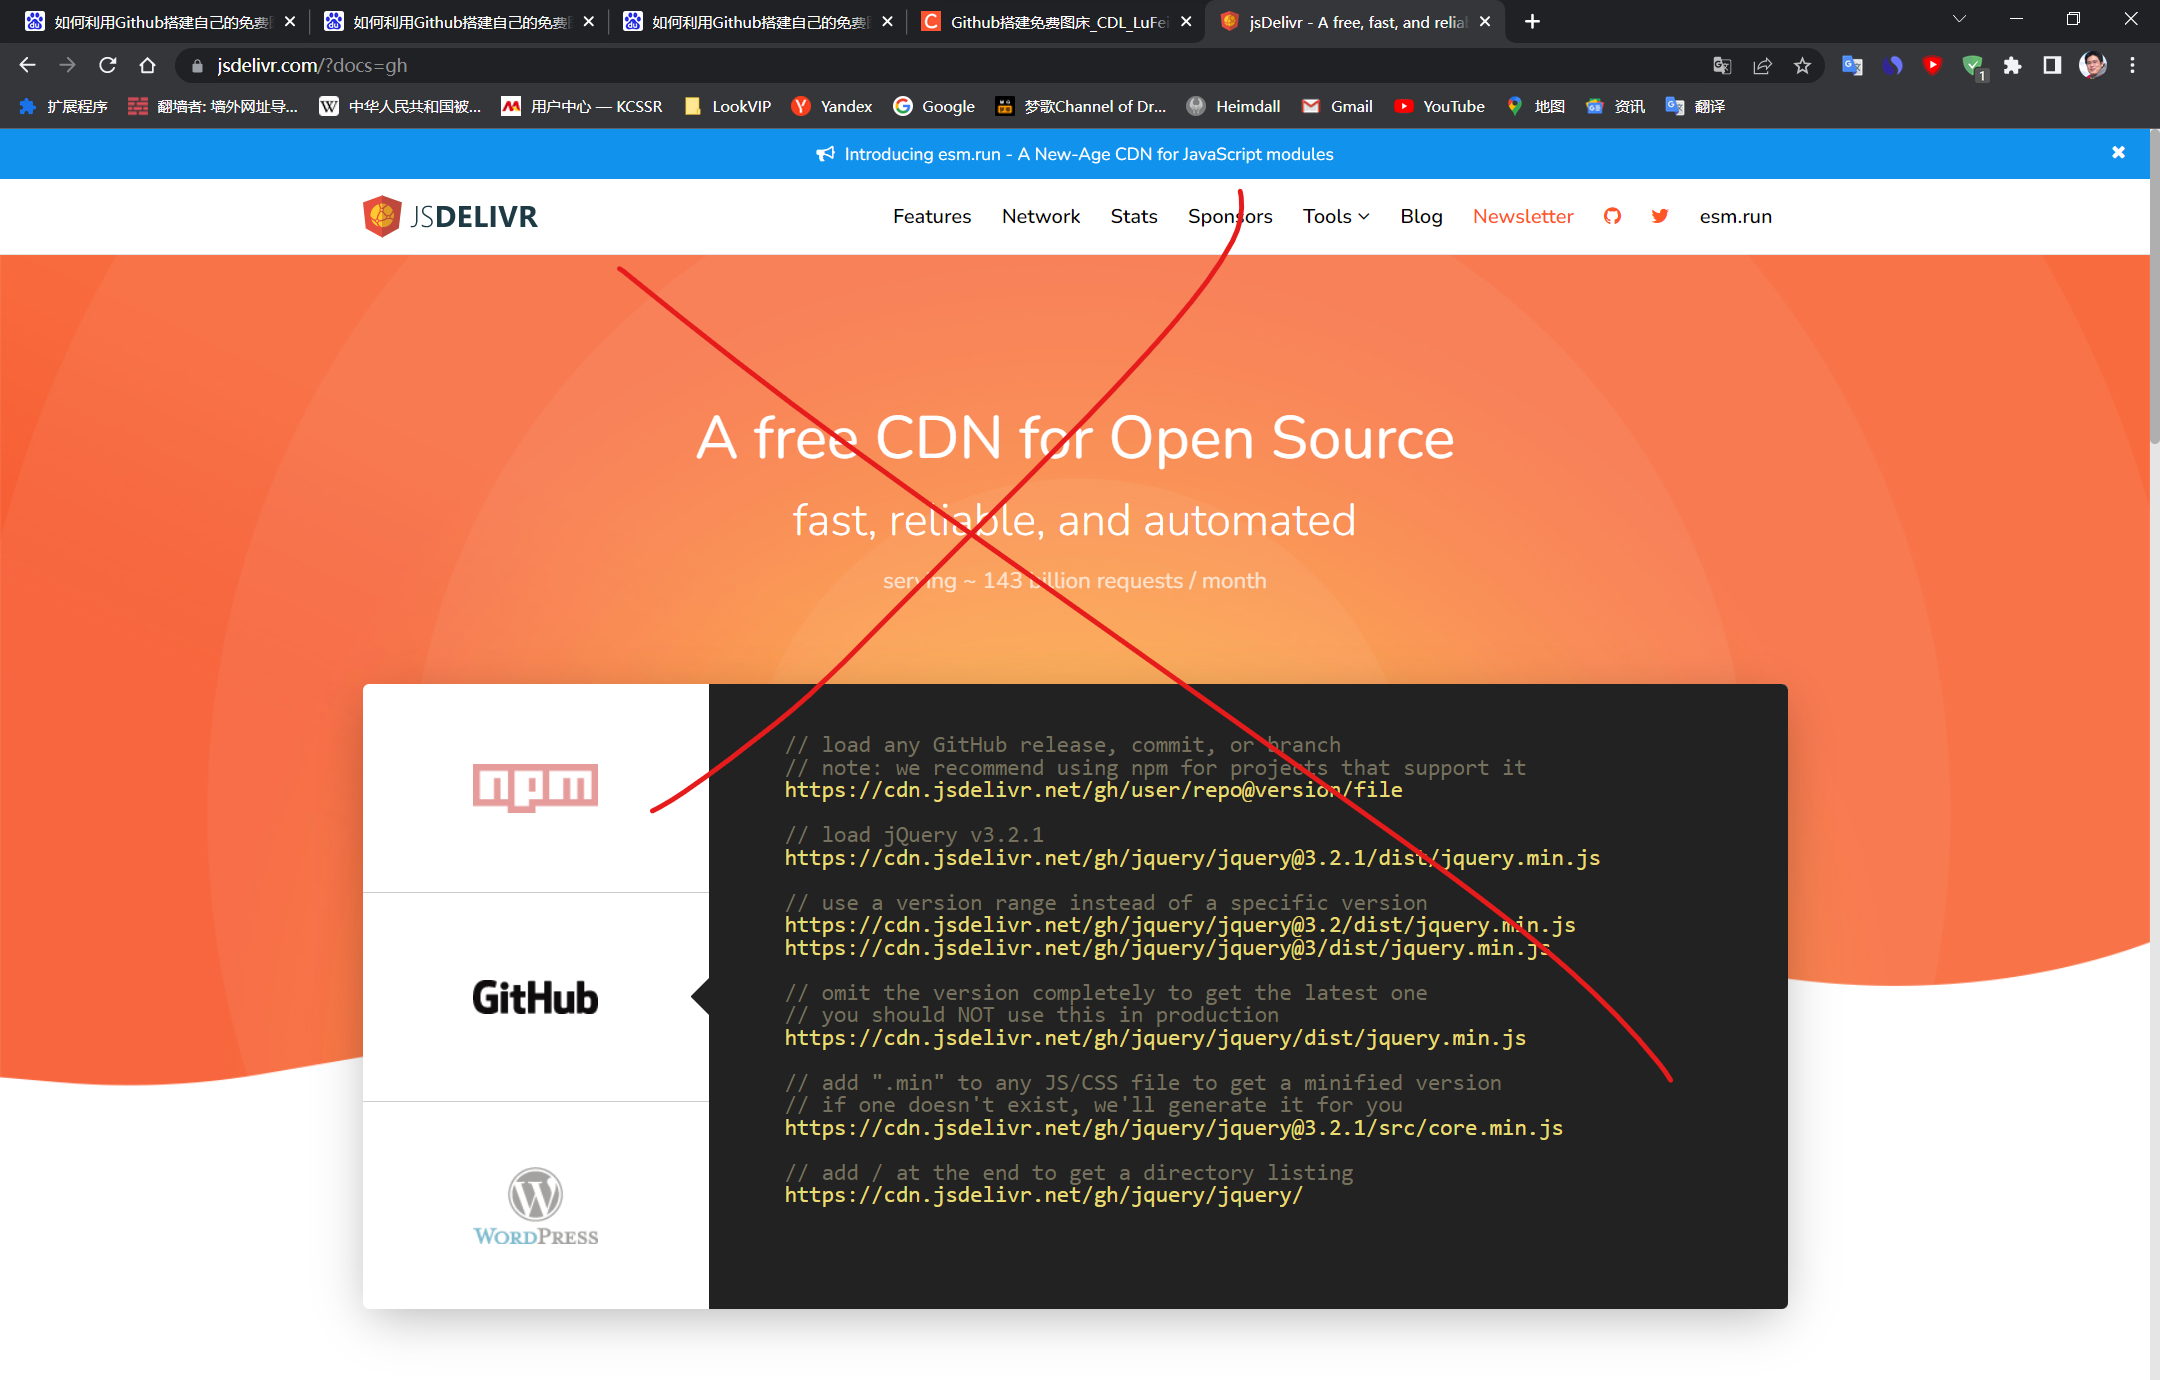 如何利用Github搭建自己的免费 如何利用Github搭建自己的免费 如何利用Github搭建自己的免费 Github搭建免费图床_CDL_LuFei jsDelivr - A free, fast, and relia
jsdelivr.com/?docs=gh
1
扩展程序 翻墙者: 墙外网址导... 中华人民共和国被... 用户中心 — KCSSR LookVIP Yandex Google 梦歌Channel of Dr... Heimdall Gmail YouTube 地图 资讯 翻译
Introducing esm.run - A New-Age CDN for JavaScript modules
JSDELIVR Features Network Stats Sponsors Tools Blog Newsletter esm.run
A free CDN for Open Source
fast, reliable, and automated
serving ~ 143 billion requests / month
npm
GitHub
WORDPRESS
// load any GitHub release, commit, or branch
// note: we recommend using npm for projects that support it
https://cdn.jsdelivr.net/gh/user/repo@version/file
// load jQuery v3.2.1
https://cdn.jsdelivr.net/gh/jquery/jquery@3.2.1/dist/jquery.min.js
// use a version range instead of a specific version
https://cdn.jsdelivr.net/gh/jquery/jquery@3.2/dist/jquery.min.js
https://cdn.jsdelivr.net/gh/jquery/jquery@3/dist/jquery.min.js
// omit the version completely to get the latest one
// you should NOT use this in production
https://cdn.jsdelivr.net/gh/jquery/jquery/dist/jquery.min.js
// add ".min" to any JS/CSS file to get a minified version
// if one doesn't exist, we'll generate it for you
https://cdn.jsdelivr.net/gh/jquery/jquery@3.2.1/src/core.min.js
// add / at the end to get a directory listing
https://cdn.jsdelivr.net/gh/jquery/jquery/